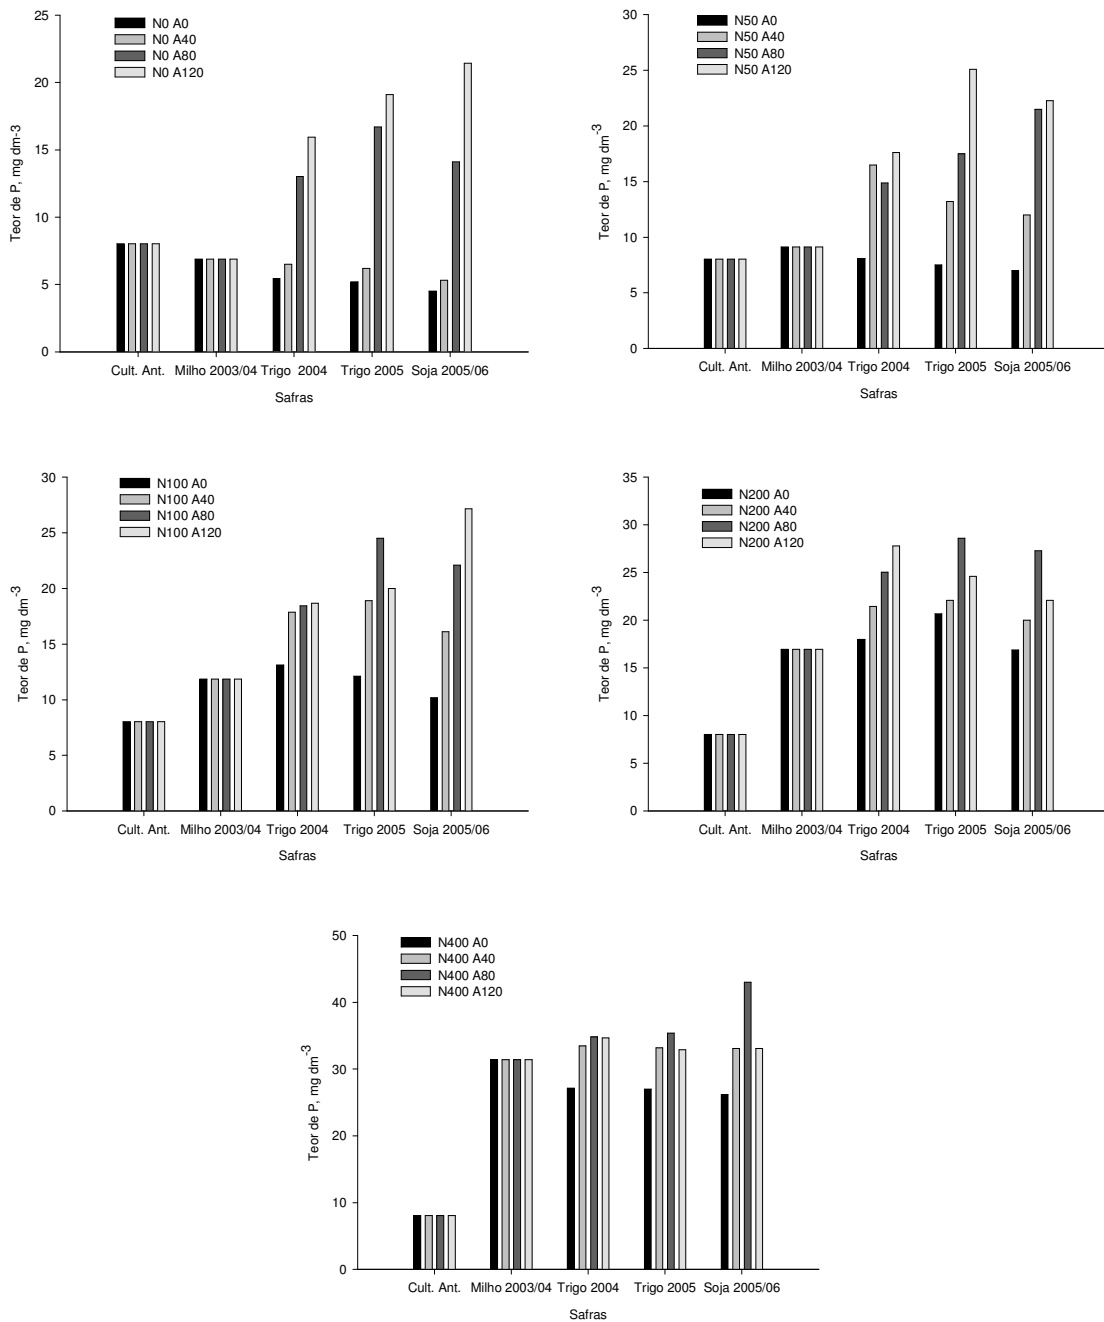 N0 A0
N0 A40
N0 A80
N0 A120
Teor de P, mg dm-3
25
20
15
10
5
0
Cult. Ant. Milho 2003/04 Trigo 2004 Trigo 2005 Soja 2005/06
Safras
N50 A0
N50 A40
N50 A80
N50 A120
Teor de P, mg dm-3
30
25
20
15
10
5
0
Cult. Ant. Milho 2003/04 Trigo 2004 Trigo 2005 Soja 2005/06
Safras
N100 A0
N100 A40
N100 A80
N100 A120
Teor de P, mg dm-3
30
25
20
15
10
5
0
Cult. Ant. Milho 2003/04 Trigo 2004 Trigo 2005 Soja 2005/06
Safras
N200 A0
N200 A40
N200 A80
N200 A120
Teor de P, mg dm-3
35
30
25
20
15
10
5
0
Cult. Ant. Milho 2003/04 Trigo 2004 Trigo 2005 Soja 2005/06
Safras
N400 A0
N400 A40
N400 A80
N400 A120
Teor de P, mg dm-3
50
40
30
20
10
0
Cult. Ant. Milho 2003/04 Trigo 2004 Trigo 2005 Soja 2005/06
Safras